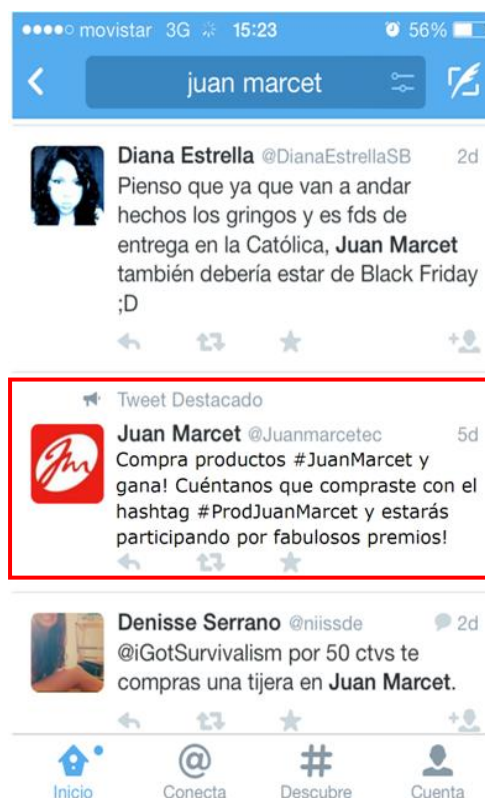 movistar 3G 15:23 56%
juan marcet
Diana Estrella @DianaEstrellaSB 2d
Pienso que ya que van a andar
hechos los gringos y es fds de
entrega en la Católica, Juan Marcet
también debería estar de Black Friday
;D
Tweet Destacado
Jm
Juan Marcet @Juanmarcetec 5d
Compra productos #JuanMarcet y
gana! Cuéntanos que compraste con el
hashtag #ProdJuanMarcet y estarás
participando por fabulosos premios!
Denisse Serrano @niissde 2d
@iGotSurvivalism por 50 ctvs te
compras una tijera en Juan Marcet.
Inicio Conecta Descubre Cuenta